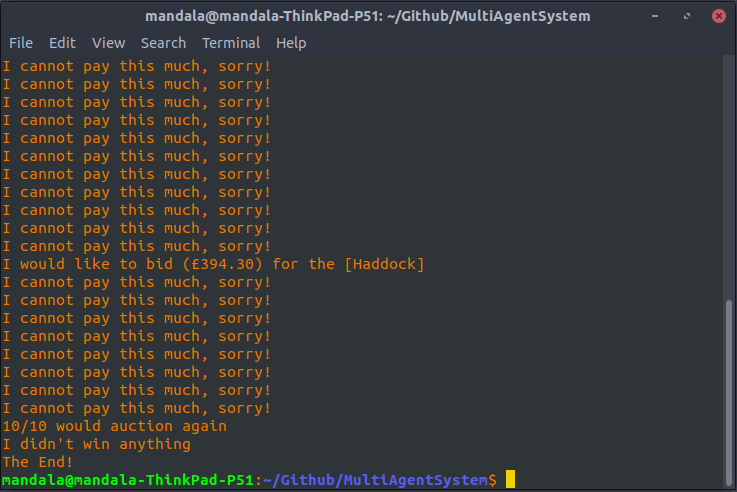 mandala@mandala-ThinkPad-P51: ~/Github/MultiAgentSystem
File Edit View Search Terminal Help
I cannot pay this much, sorry!
I cannot pay this much, sorry!
I cannot pay this much, sorry!
I cannot pay this much, sorry!
I cannot pay this much, sorry!
I cannot pay this much, sorry!
I cannot pay this much, sorry!
I cannot pay this much, sorry!
I cannot pay this much, sorry!
I cannot pay this much, sorry!
I cannot pay this much, sorry!
I would like to bid (£394.30) for the [Haddock]
I cannot pay this much, sorry!
I cannot pay this much, sorry!
I cannot pay this much, sorry!
I cannot pay this much, sorry!
I cannot pay this much, sorry!
I cannot pay this much, sorry!
I cannot pay this much, sorry!
I cannot pay this much, sorry!
10/10 would auction again
I didn't win anything
The End!
mandala@mandala-ThinkPad-P51:~/Github/MultiAgentSystem$